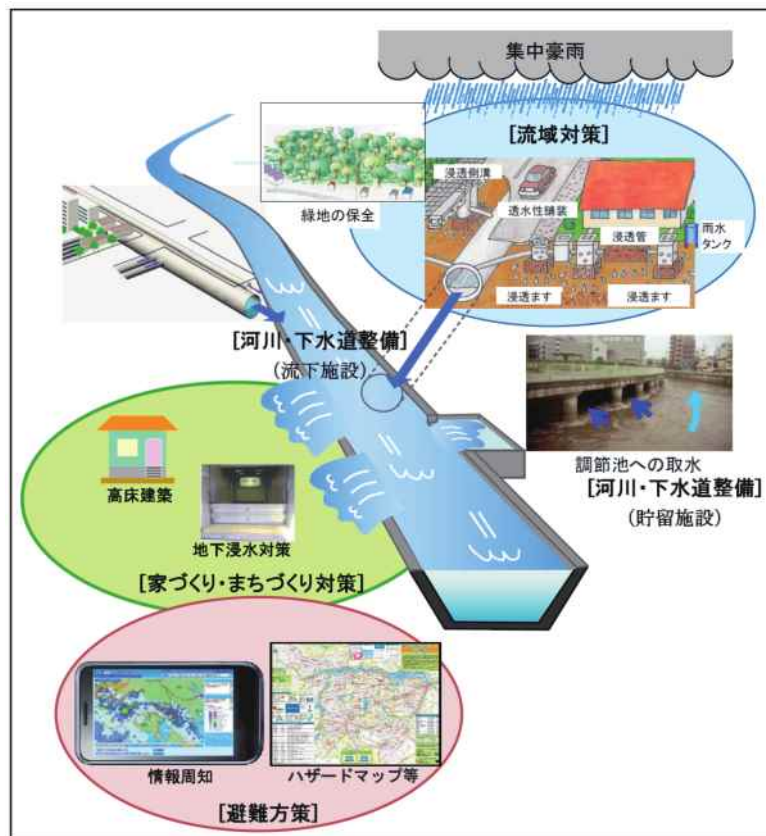 集中豪雨
[流域対策]
浸透側溝
透水性舗装
浸透管
雨水
タンク
浸透ます
浸透ます
緑地の保全
[河川・下水道整備]
(流下施設)
調節池への取水
[河川・下水道整備]
(貯留施設)
高床建築
地下浸水対策
[家づくり・まちづくり対策]
情報周知
ハザードマップ等
[避難方策]